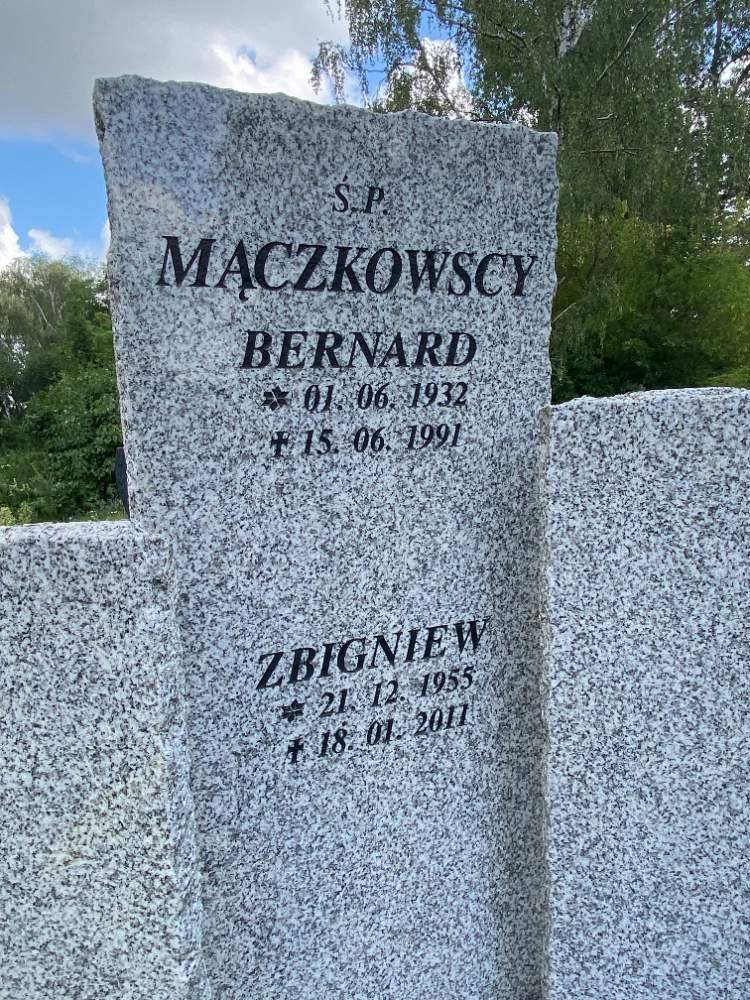 Ś.P.
MĄCZKOWSCY
BERNARD
* 01. 06. 1932
✝ 15. 06. 1991
ZBIGNIEW
* 21. 12. 1955
✝ 18. 01. 2011